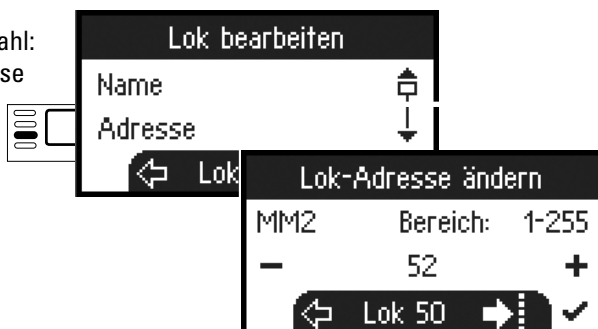 ahl:
se
Lok bearbeiten
Name
Adresse
Lok
Lok-Adresse ändern
MM2 Bereich: 1-255
− 52 +
Lok 50